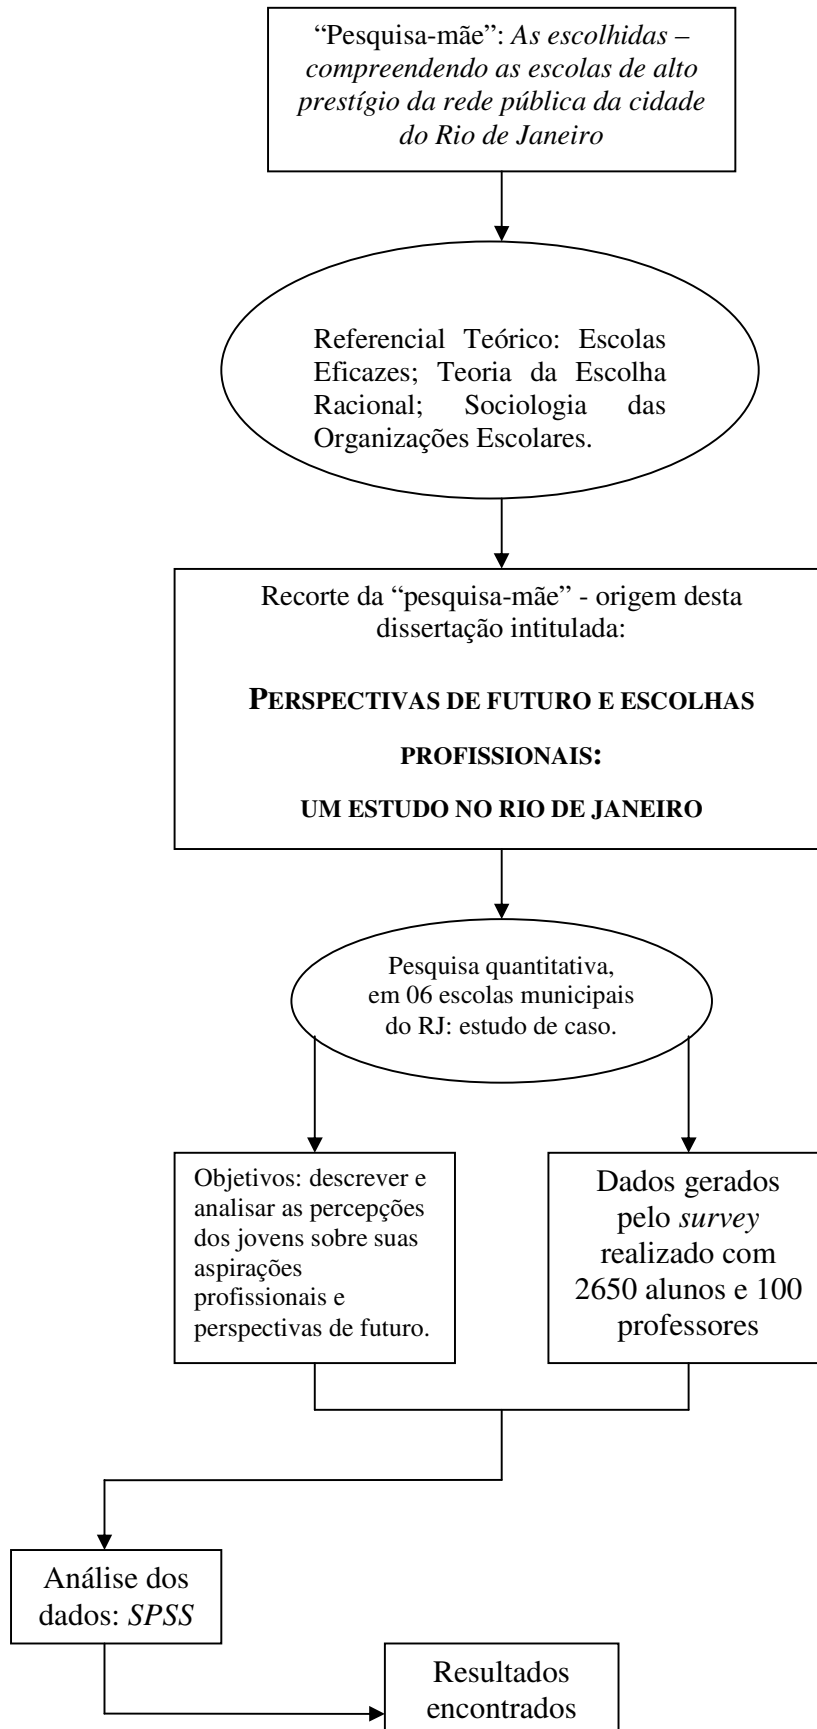 “Pesquisa-mãe”: As escolhidas –
compreendendo as escolas de alto
prestígio da rede pública da cidade
do Rio de Janeiro
Referencial Teórico: Escolas
Eficazes; Teoria da Escolha
Racional; Sociologia das
Organizações Escolares.
Recorte da “pesquisa-mãe” - origem desta
dissertação intitulada:
PERSPECTIVAS DE FUTURO E ESCOLHAS
PROFISSIONAIS:
UM ESTUDO NO RIO DE JANEIRO
Pesquisa quantitativa,
em 06 escolas municipais
do RJ: estudo de caso.
Objetivos: descrever e
analisar as percepções
dos jovens sobre suas
aspirações
profissionais e
perspectivas de futuro.
Dados gerados
pelo survey
realizado com
2650 alunos e 100
professores
Análise dos
dados: SPSS
Resultados
encontrados